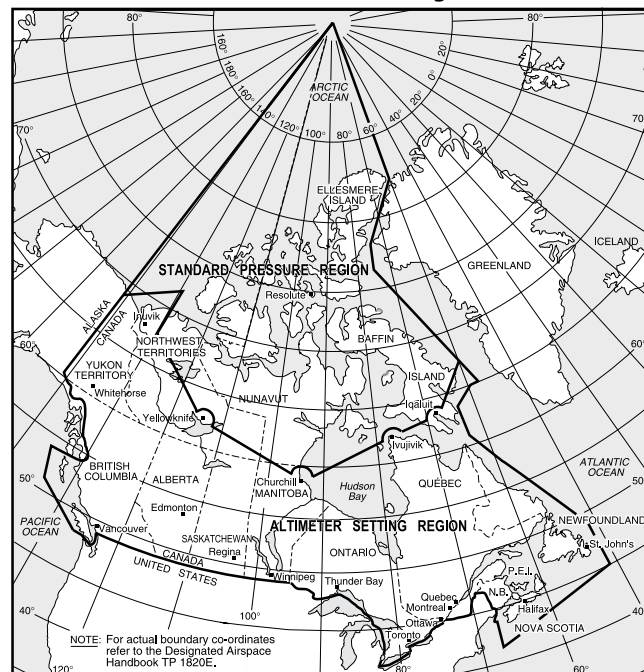 80°
80°
160°
180°
160°
140°
120°
100°
80°
60°
40°
20°
0°
ARCTIC
OCEAN
70°
70°
ELLESMERE
ISLAND
ICELAND
GREENLAND
STANDARD PRESSURE REGION
Resolute
ALASKA
CANADA
Inuvik
NORTHWEST
TERRITORIES
BAFFIN
ISLAND
60°
60°
YUKON
TERRITORY
Whitehorse
NUNAVUT
Iqaluit
Yellowknife
Ivujivik
50°
50°
BRITISH
COLUMBIA
ALBERTA
Churchill
MANITOBA
Hudson
Bay
QUÉBEC
ATLANTIC
OCEAN
Edmonton
PACIFIC
OCEAN
Vancouver
ALTIMETER SETTING REGION
NEWFOUNDLAND
St. John's
SASKATCHEWAN
Regina
ONTARIO
CANADA
UNITED STATES
Winnipeg
Thunder Bay
P.E.I.
N.B.
Quebec
Montreal
Halifax
40°
40°
100°
Ottawa
NOVA SCOTIA
Toronto
NOTE: For actual boundary co-ordinates
refer to the Designated Airspace
Handbook TP 1820E.
120°
80°
60°